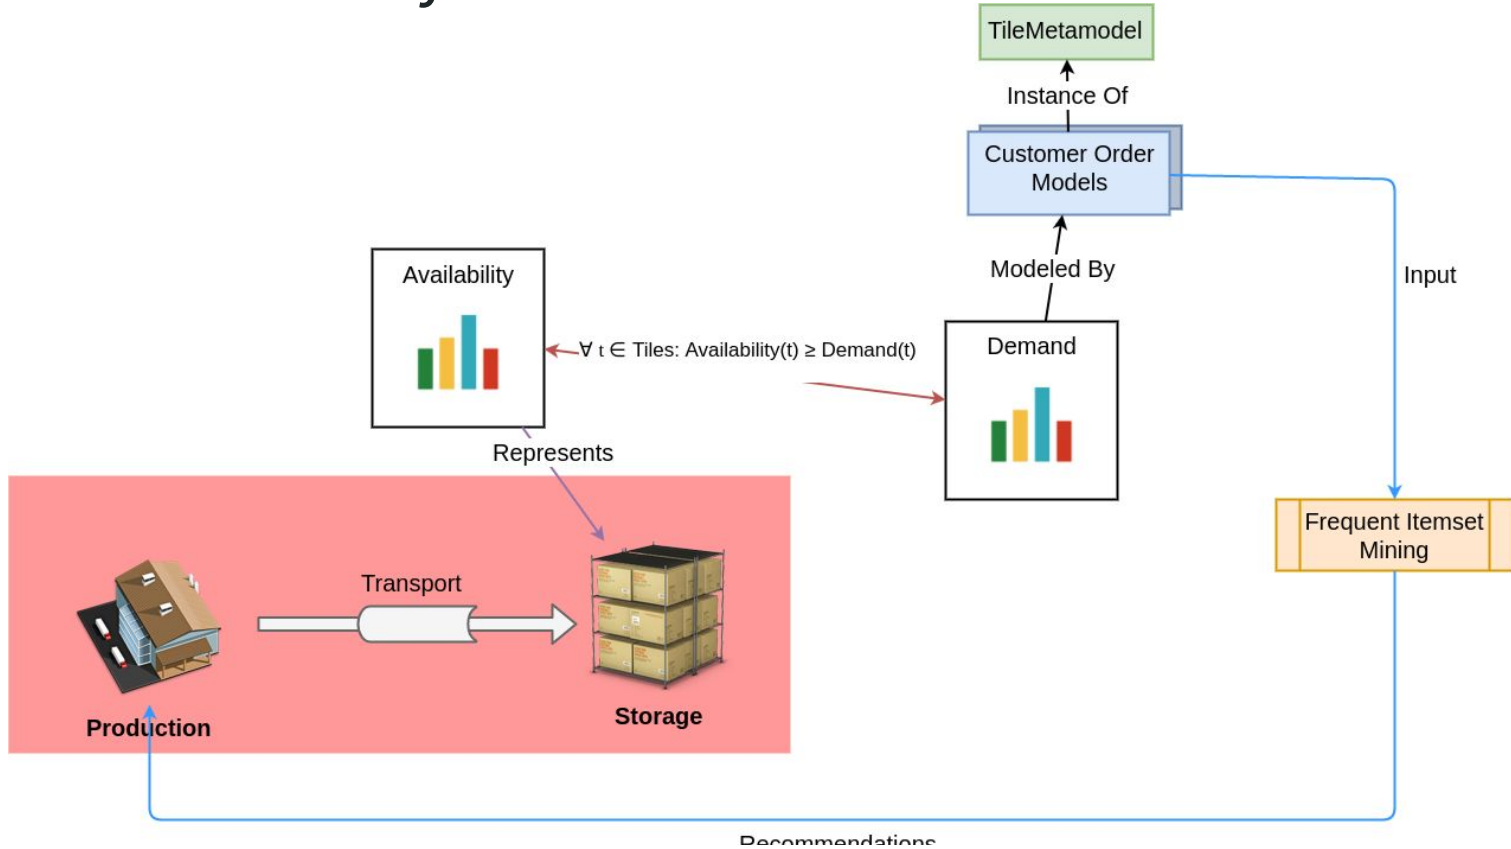 TileMetamodel
Instance Of
Customer Order
Models
Availability
Modeled By
Input
∀ t ∈ Tiles: Availability(t) ≥ Demand(t)
Demand
Represents
Frequent Itemset
Mining
Transport
Production
Storage
Recommendations